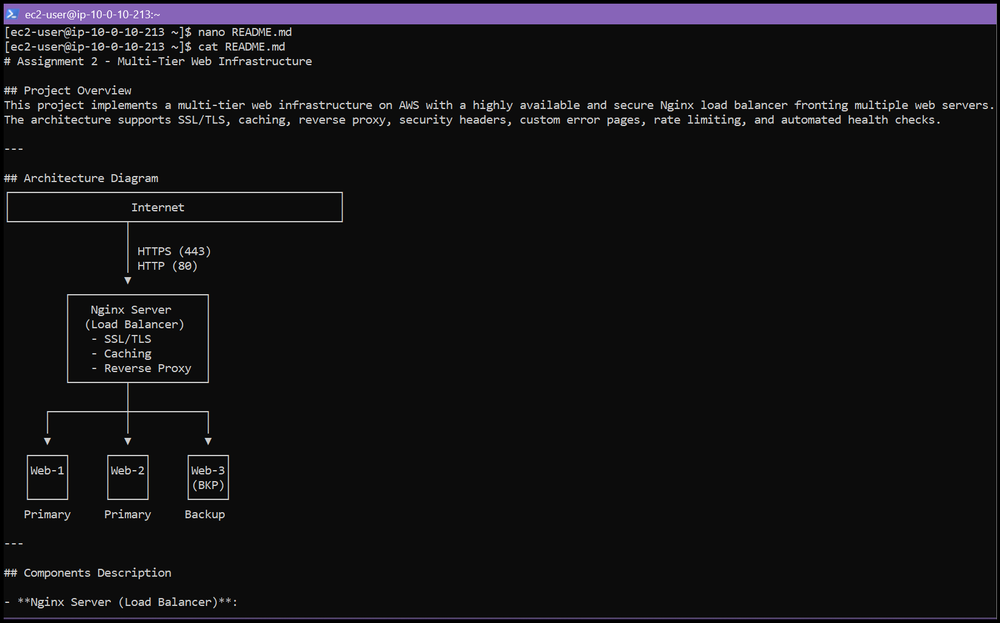 ec2-user@ip-10-0-10-213:~
[ec2-user@ip-10-0-10-213 ~]$ nano README.md
[ec2-user@ip-10-0-10-213 ~]$ cat README.md
# Assignment 2 - Multi-Tier Web Infrastructure
## Project Overview
This project implements a multi-tier web infrastructure on AWS with a highly available and secure Nginx load balancer fronting multiple web servers.
The architecture supports SSL/TLS, caching, reverse proxy, security headers, custom error pages, rate limiting, and automated health checks.
---
## Architecture Diagram
Internet
HTTPS (443)
HTTP (80)
▼
Nginx Server
(Load Balancer)
- SSL/TLS
- Caching
- Reverse Proxy
▼ ▼ ▼
Web-1 Web-2 Web-3
(BKP)
Primary Primary Backup
---
## Components Description
- **Nginx Server (Load Balancer)**: